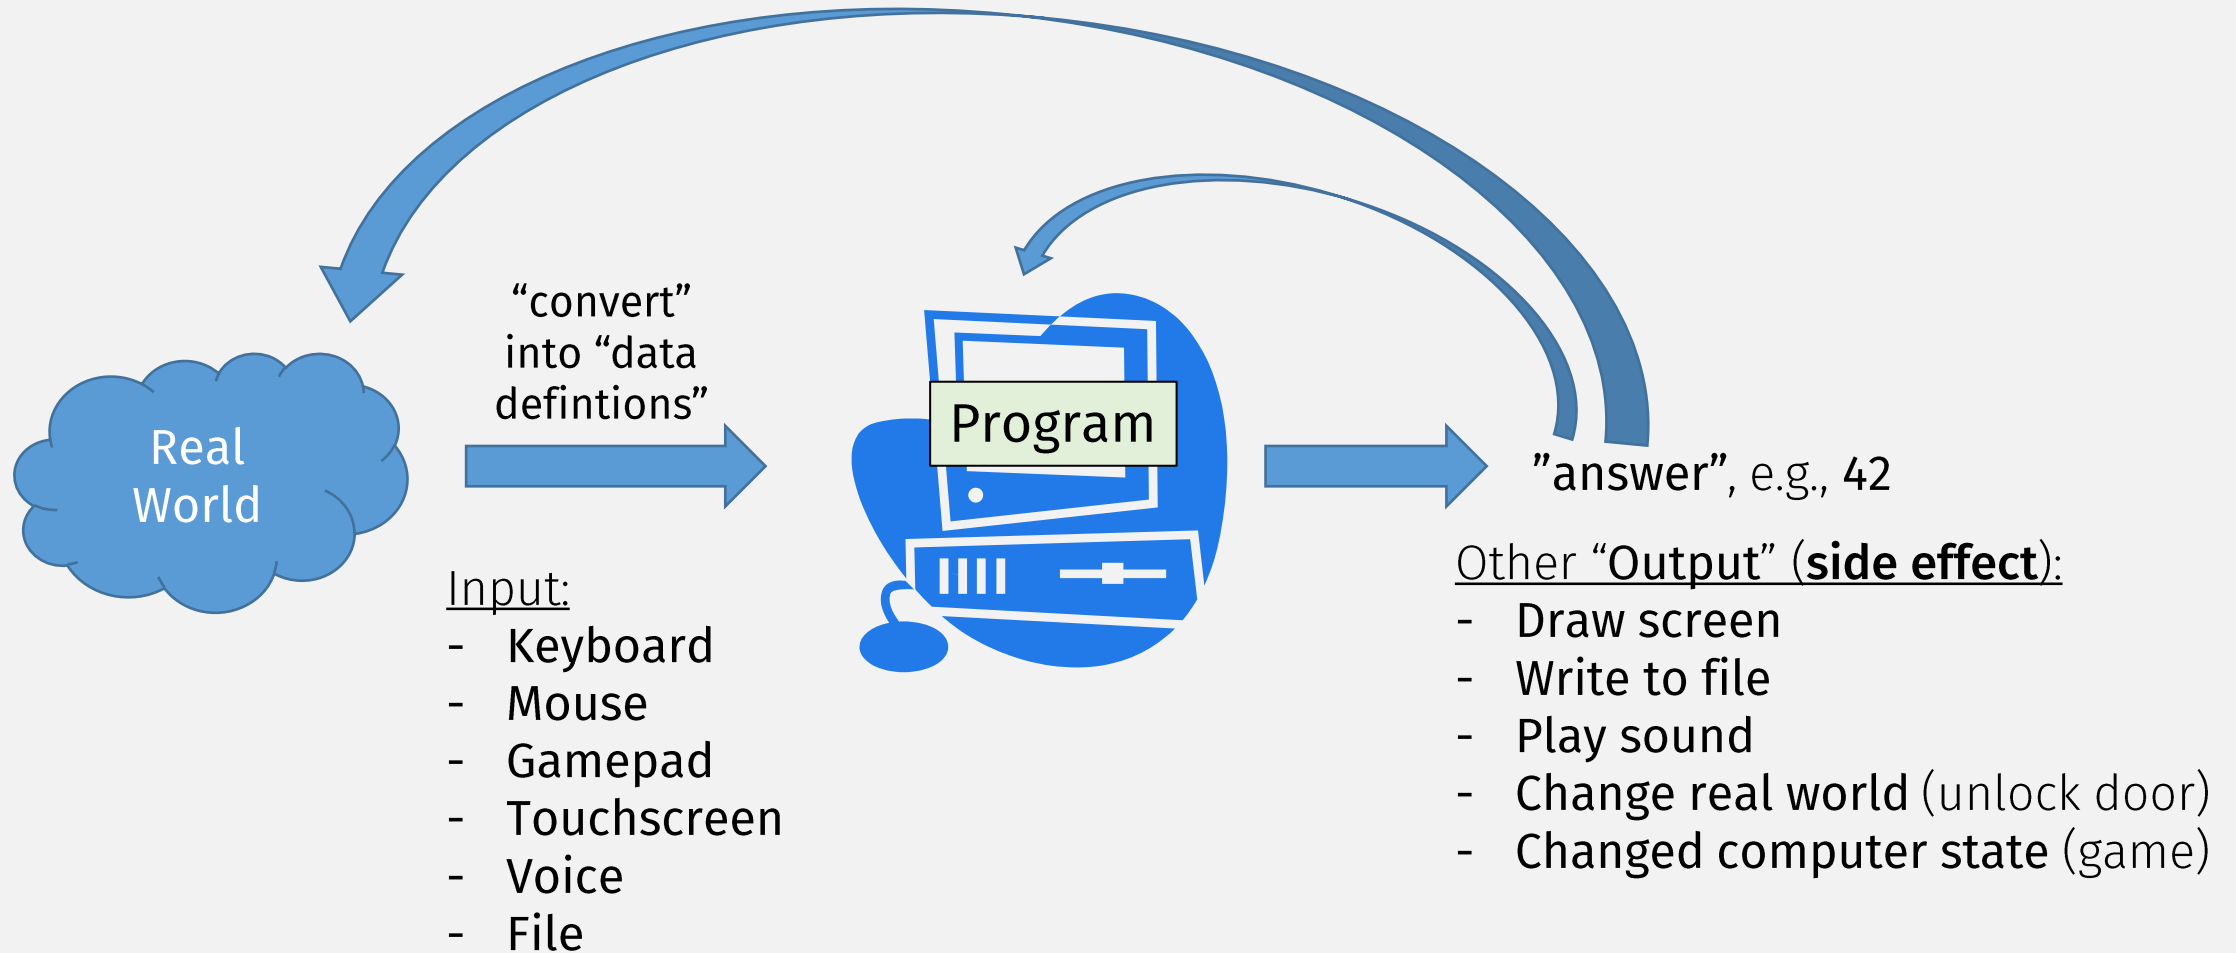 Real
World
“convert”
into “data
defintions”
Input:
- Keyboard
- Mouse
- Gamepad
- Touchscreen
- Voice
- File
Program
”answer”, e.g., 42
Other “Output” (side effect):
- Draw screen
- Write to file
- Play sound
- Change real world (unlock door)
- Changed computer state (game)